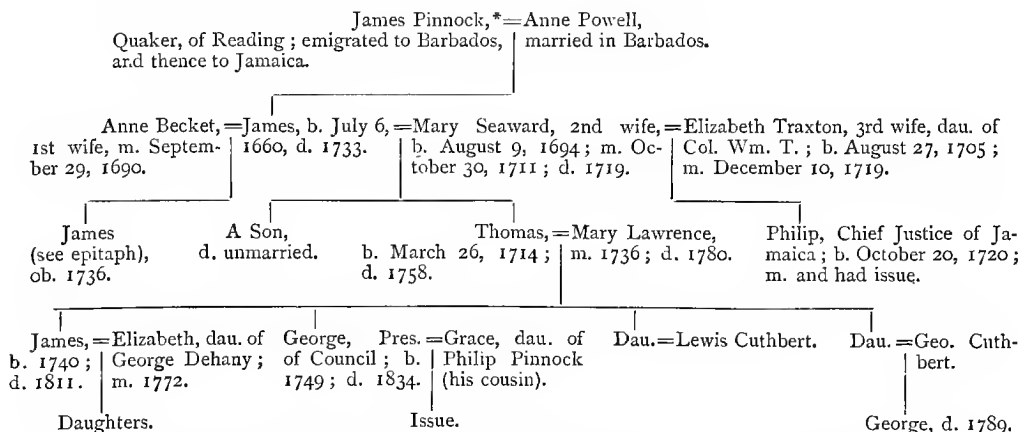 James Pinnock,*=Anne Powell,
Quaker, of Reading ; emigrated to Barbados, married in Barbados.
and thence to Jamaica.
Anne Becket,=James, b. July 6,=Mary Seaward, 2nd wife,=Elizabeth Traxton, 3rd wife, dau. of
1st wife, m. Septem- 1660, d. 1733. b. August 9, 1694 ; m. Oc- Col. Wm. T. ; b. August 27, 1705 ;
ber 29, 1690. tober 30, 1711 ; d. 1719. m. December 10, 1719.
James A Son, Thomas,=Mary Lawrence, Philip, Chief Justice of Ja-
(see epitaph), d. unmarried. b. March 26, 1714 ; m. 1736 ; d. 1780. maica ; b. October 20, 1720 ;
ob. 1736. d. 1758. m. and had issue.
James,=Elizabeth, dau. of George, Pres.=Grace, dau. of Dau.=Lewis Cuthbert. Dau.=Geo. Cuth-
b. 1740 ; George Dehany ; of Council ; b. Philip Pinnock bert.
d. 1811. m. 1772. 1749 ; d. 1834. (his cousin).
Daughters. Issue. George, d. 1789.